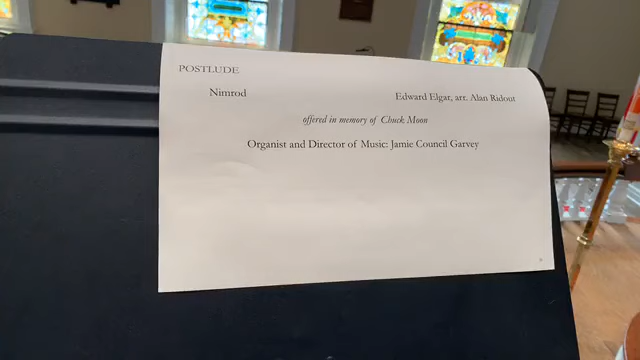 POSTLUDE
Nimrod Edward Elgar, arr. Alan Ridout
offered in memory of Chuck Moon
Organist and Director of Music: Jamie Council Garvey